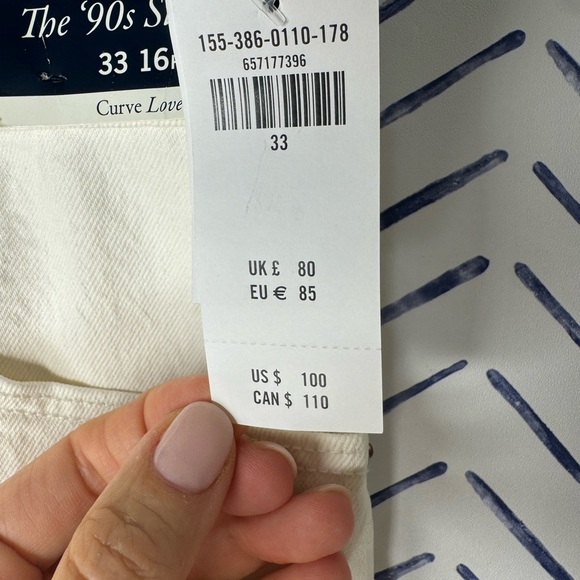 The '90s
33 16
Curve Love
155-386-0110-178
657177396
33
UK £ 80
EU € 85
US $ 100
CAN $ 110